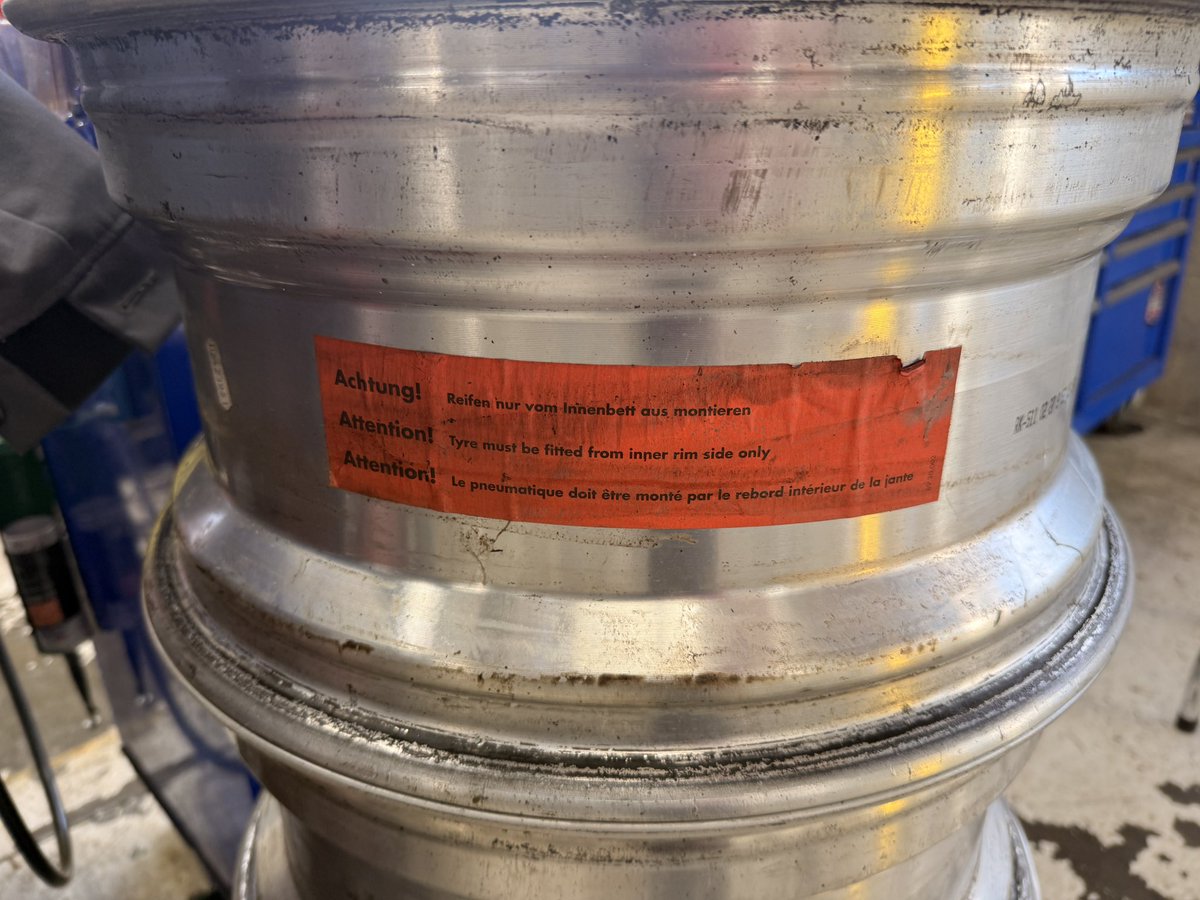 Achtung! Reifen nur vom Innenbett aus montieren
Attention! Tyre must be fitted from inner rim side only
Attention! Le pneumatique doit être monté par le rebord intérieur de la jante